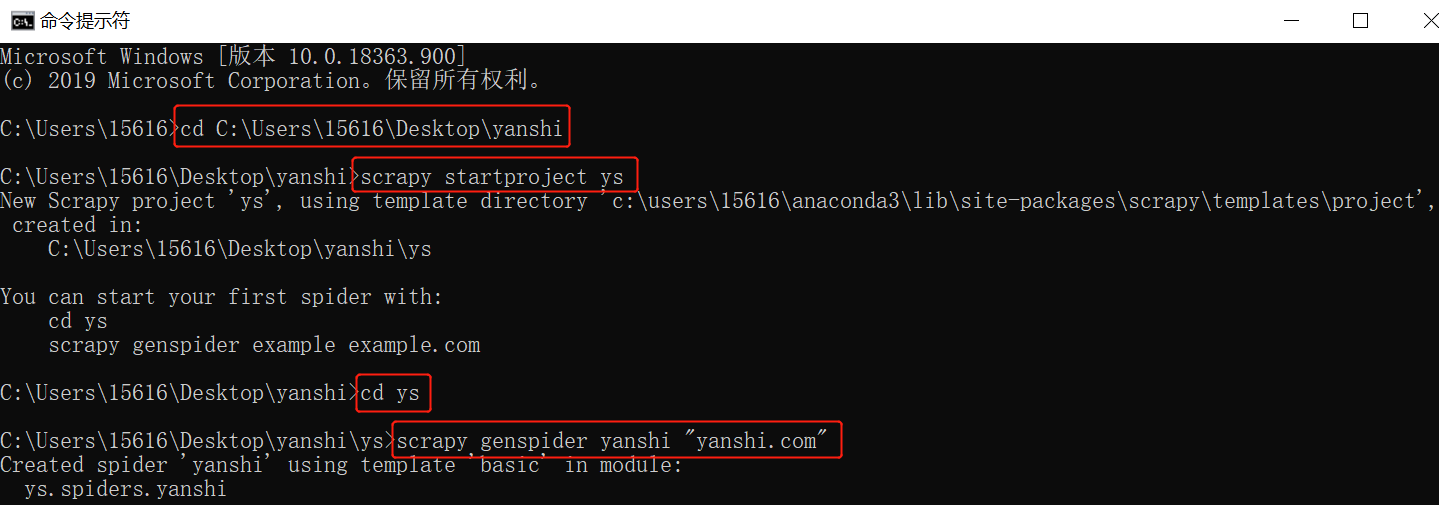 命令提示符
Microsoft Windows [版本 10.0.18363.900]
(c) 2019 Microsoft Corporation。保留所有权利。
C:\Users\15616>cd C:\Users\15616\Desktop\yanshi
C:\Users\15616\Desktop\yanshi>scrapy startproject ys
New Scrapy project 'ys', using template directory 'c:\users\15616\anaconda3\lib\site-packages\scrapy\templates\project',
created in:
C:\Users\15616\Desktop\yanshi\ys
You can start your first spider with:
cd ys
scrapy genspider example example.com
C:\Users\15616\Desktop\yanshi>cd ys
C:\Users\15616\Desktop\yanshi\ys>scrapy genspider yanshi "yanshi.com"
Created spider 'yanshi' using template 'basic' in module:
ys.spiders.yanshi